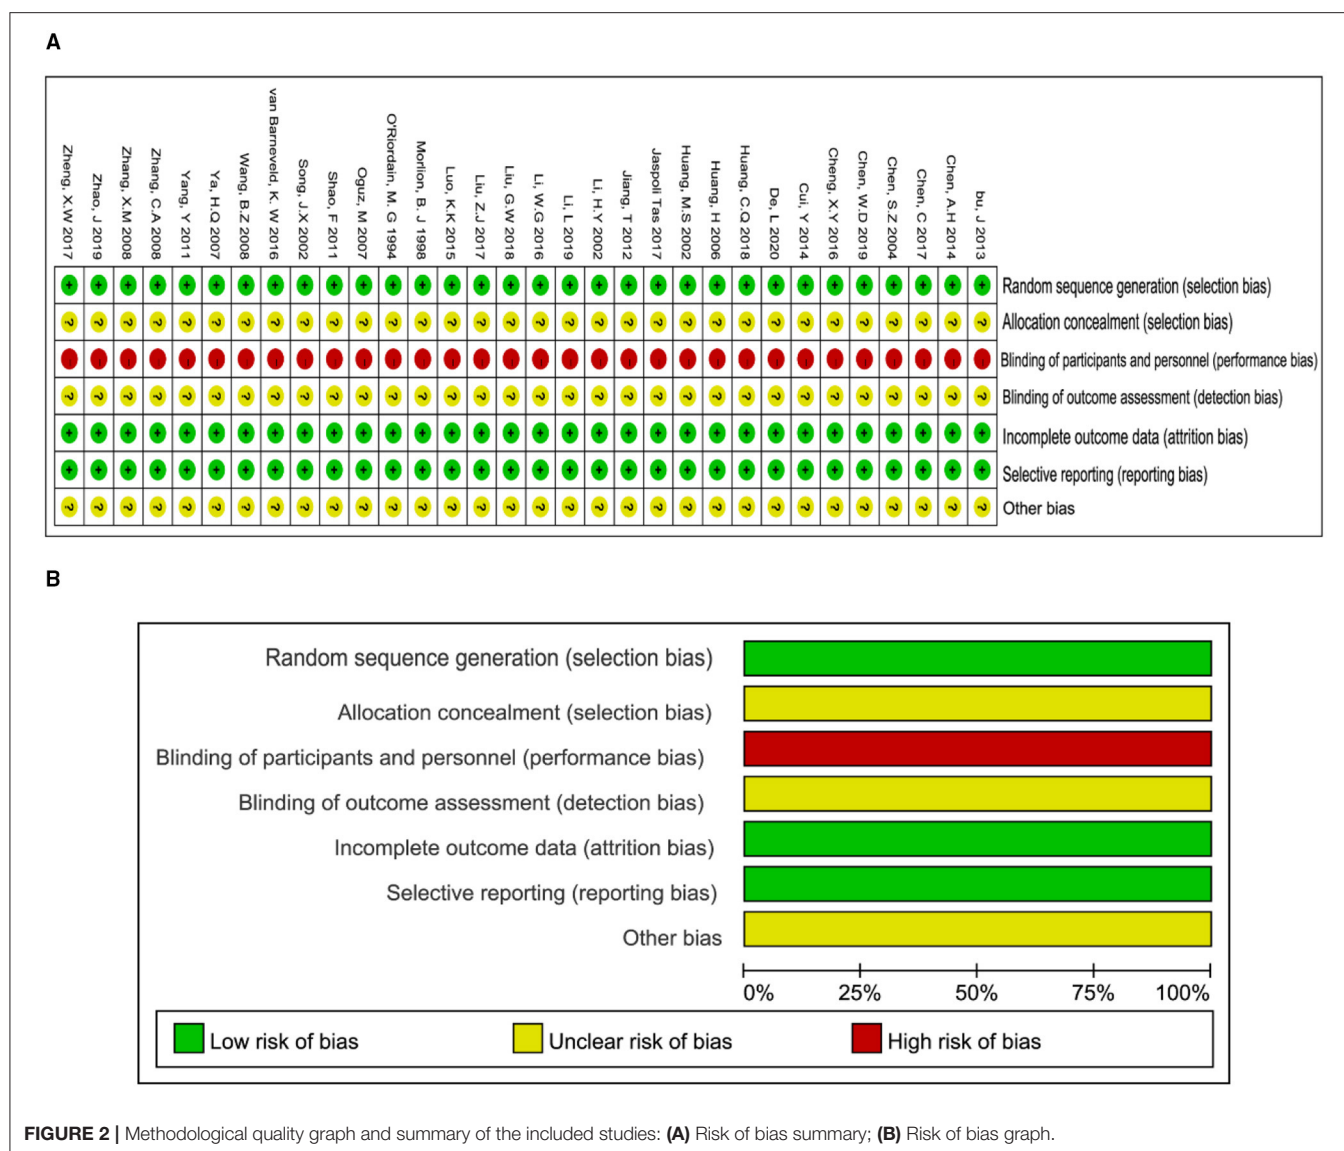 A
Zheng, X.W 2017
Zhao, J 2019
Zhang, X.M 2008
Zhang, C.A 2008
Yang, Y 2011
Ya, H.Q 2007
Wang, B.Z 2008
van Barneveld, K. W 2016
Song, J.X 2002
Shao, F 2011
Oguz, M 2007
O'Riordain, M. G 1994
Morlion, B. J 1998
Luo, K.K 2015
Liu, Z.J 2017
Liu, G.W 2018
Li, W.G 2016
Li, L 2019
Li, H.Y 2002
Jiang, T 2012
Jaspoli Tas 2017
Huang, M.S 2002
Huang, H 2006
Huang, C.Q 2018
De, L 2020
Cui, Y 2014
Cheng, X.Y 2016
Chen, W.D 2019
Chen, S.Z 2004
Chen, C 2017
Chen, A.H 2014
bu, J 2013
+ + + + + + + + + + + + + + + + + + + + + + + + + + + + + + + + Random sequence generation (selection bias)
? ? ? ? ? ? ? ? ? ? ? ? ? ? ? ? ? ? ? ? ? ? ? ? ? ? ? ? ? ? ? ? Allocation concealment (selection bias)
Blinding of participants and personnel (performance bias)
? ? ? ? ? ? ? ? ? ? ? ? ? ? ? ? ? ? ? ? ? ? ? ? ? ? ? ? ? ? ? ? Blinding of outcome assessment (detection bias)
+ + + + + + + + + + + + + + + + + + + + + + + + + + + + + + + + Incomplete outcome data (attrition bias)
+ + + + + + + + + + + + + + + + + + + + + + + + + + + + + + + + Selective reporting (reporting bias)
? ? ? ? ? ? ? ? ? ? ? ? ? ? ? ? ? ? ? ? ? ? ? ? ? ? ? ? ? ? ? ? Other bias
B
Random sequence generation (selection bias)
Allocation concealment (selection bias)
Blinding of participants and personnel (performance bias)
Blinding of outcome assessment (detection bias)
Incomplete outcome data (attrition bias)
Selective reporting (reporting bias)
Other bias
0% 25% 50% 75% 100%
Low risk of bias Unclear risk of bias High risk of bias
FIGURE 2 | Methodological quality graph and summary of the included studies: (A) Risk of bias summary; (B) Risk of bias graph.